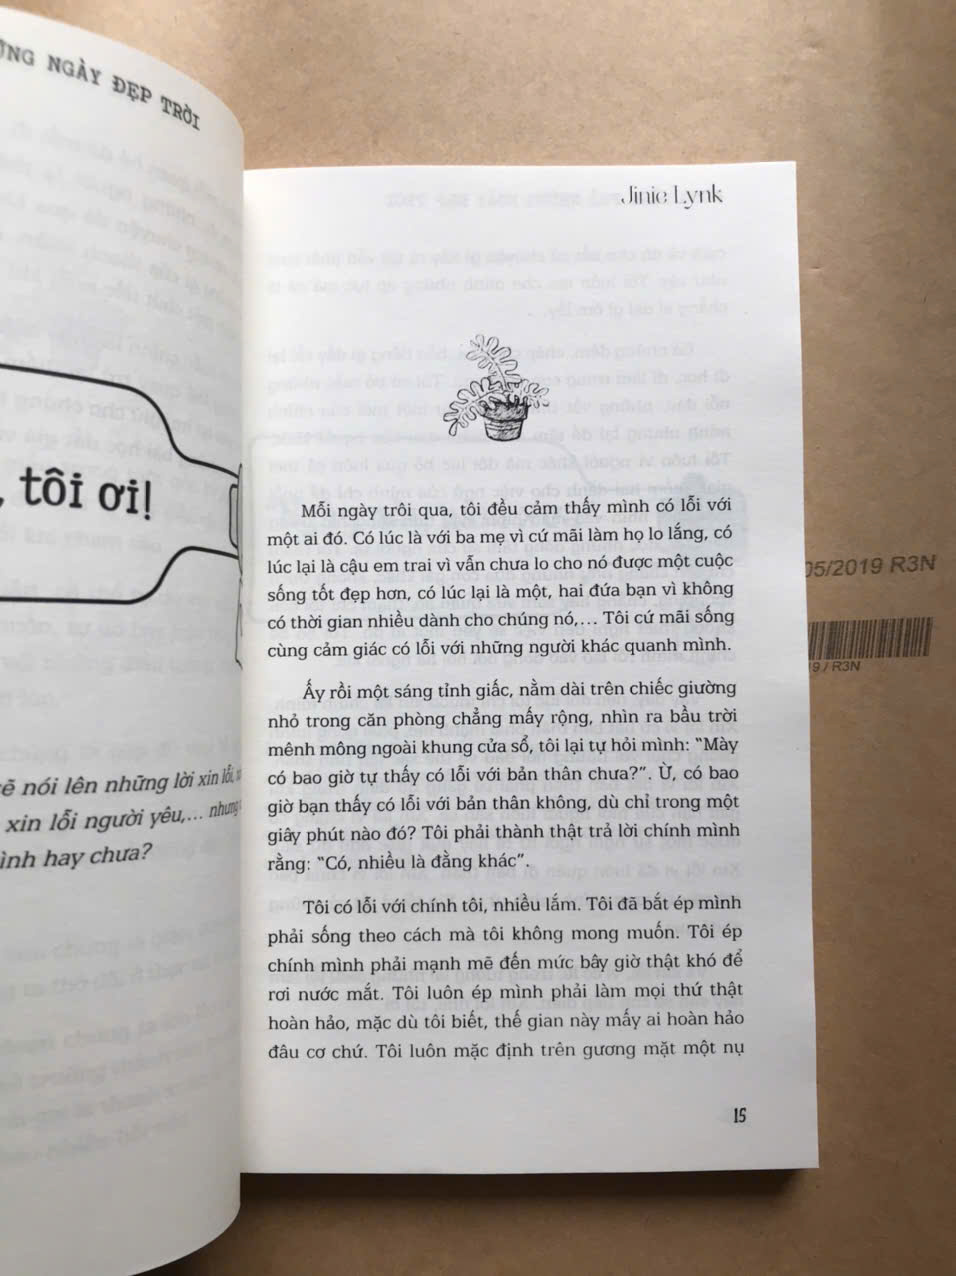 NGÀY ĐẸP TRỜI
, tôi ơi!
nói lên những lời xin lỗi,
xin lỗi người yêu,... nhưng
hay chưa?
Jinie Lynk
Mỗi ngày trôi qua, tôi đều cảm thấy mình có lỗi với
một ai đó. Có lúc là với ba mẹ vì cứ mãi làm họ lo lắng, có
lúc lại là cậu em trai vì vẫn chưa lo cho nó được một cuộc
sống tốt đẹp hơn, có lúc lại là một, hai đứa bạn vì không
có thời gian nhiều dành cho chúng nó,... Tôi cứ mãi sống
cùng cảm giác có lỗi với những người khác quanh mình.
Ấy rồi một sáng tỉnh giấc, nằm dài trên chiếc giường
nhỏ trong căn phòng chẳng mấy rộng, nhìn ra bầu trời
mênh mông ngoài khung cửa sổ, tôi lại tự hỏi mình: “Mày
có bao giờ tự thấy có lỗi với bản thân chưa?”. Ừ, có bao
giờ bạn thấy có lỗi với bản thân không, dù chỉ trong một
giây phút nào đó? Tôi phải thành thật trả lời chính mình
rằng: “Có, nhiều là đằng khác”.
Tôi có lỗi với chính tôi, nhiều lắm. Tôi đã bắt ép mình
phải sống theo cách mà tôi không mong muốn. Tôi ép
chính mình phải mạnh mẽ đến mức bây giờ thật khó để
rơi nước mắt. Tôi luôn ép mình phải làm mọi thứ thật
hoàn hảo, mặc dù tôi biết, thế gian này mấy ai hoàn hảo
đâu cơ chứ. Tôi luôn mặc định trên gương mặt một nụ
15
05/2019 R3N
19 / R3N